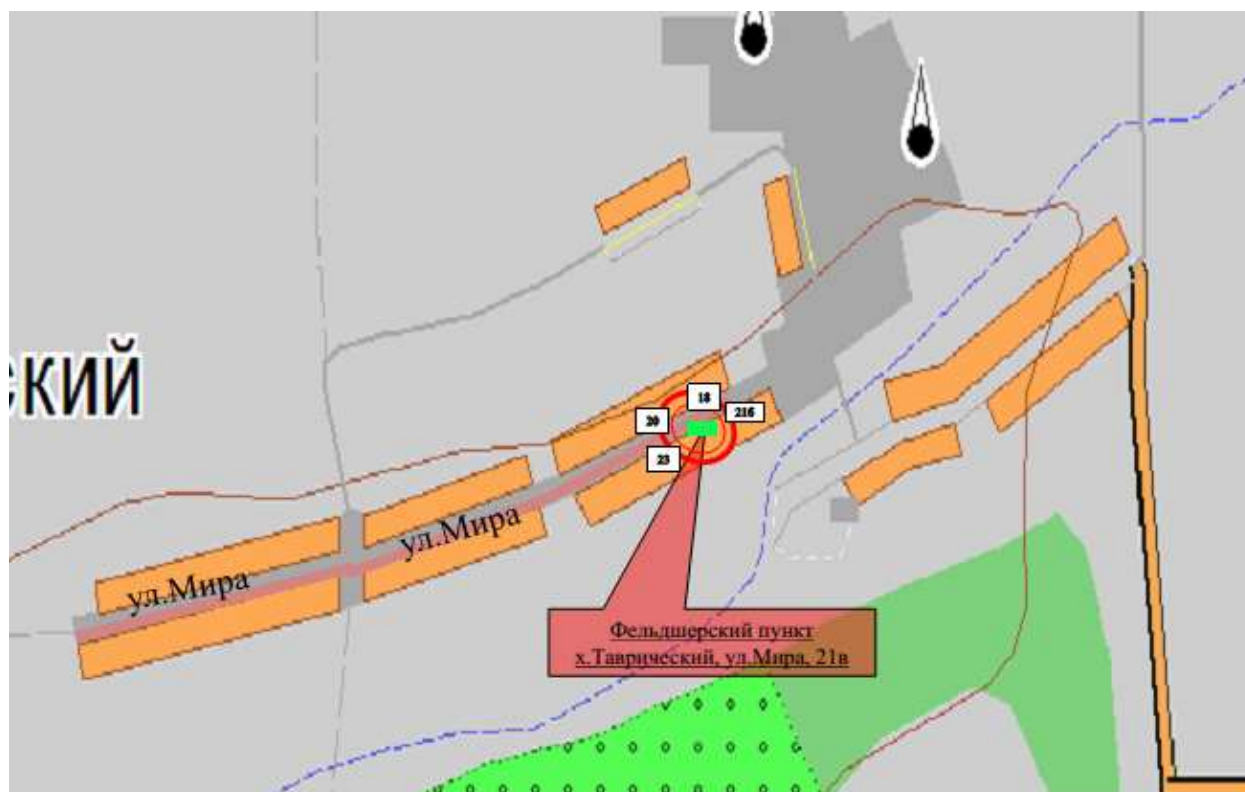 ский
18
20
21б
23
ул.Мира
ул.Мира
Фельдшерский пункт
х.Таврический, ул.Мира, 21в